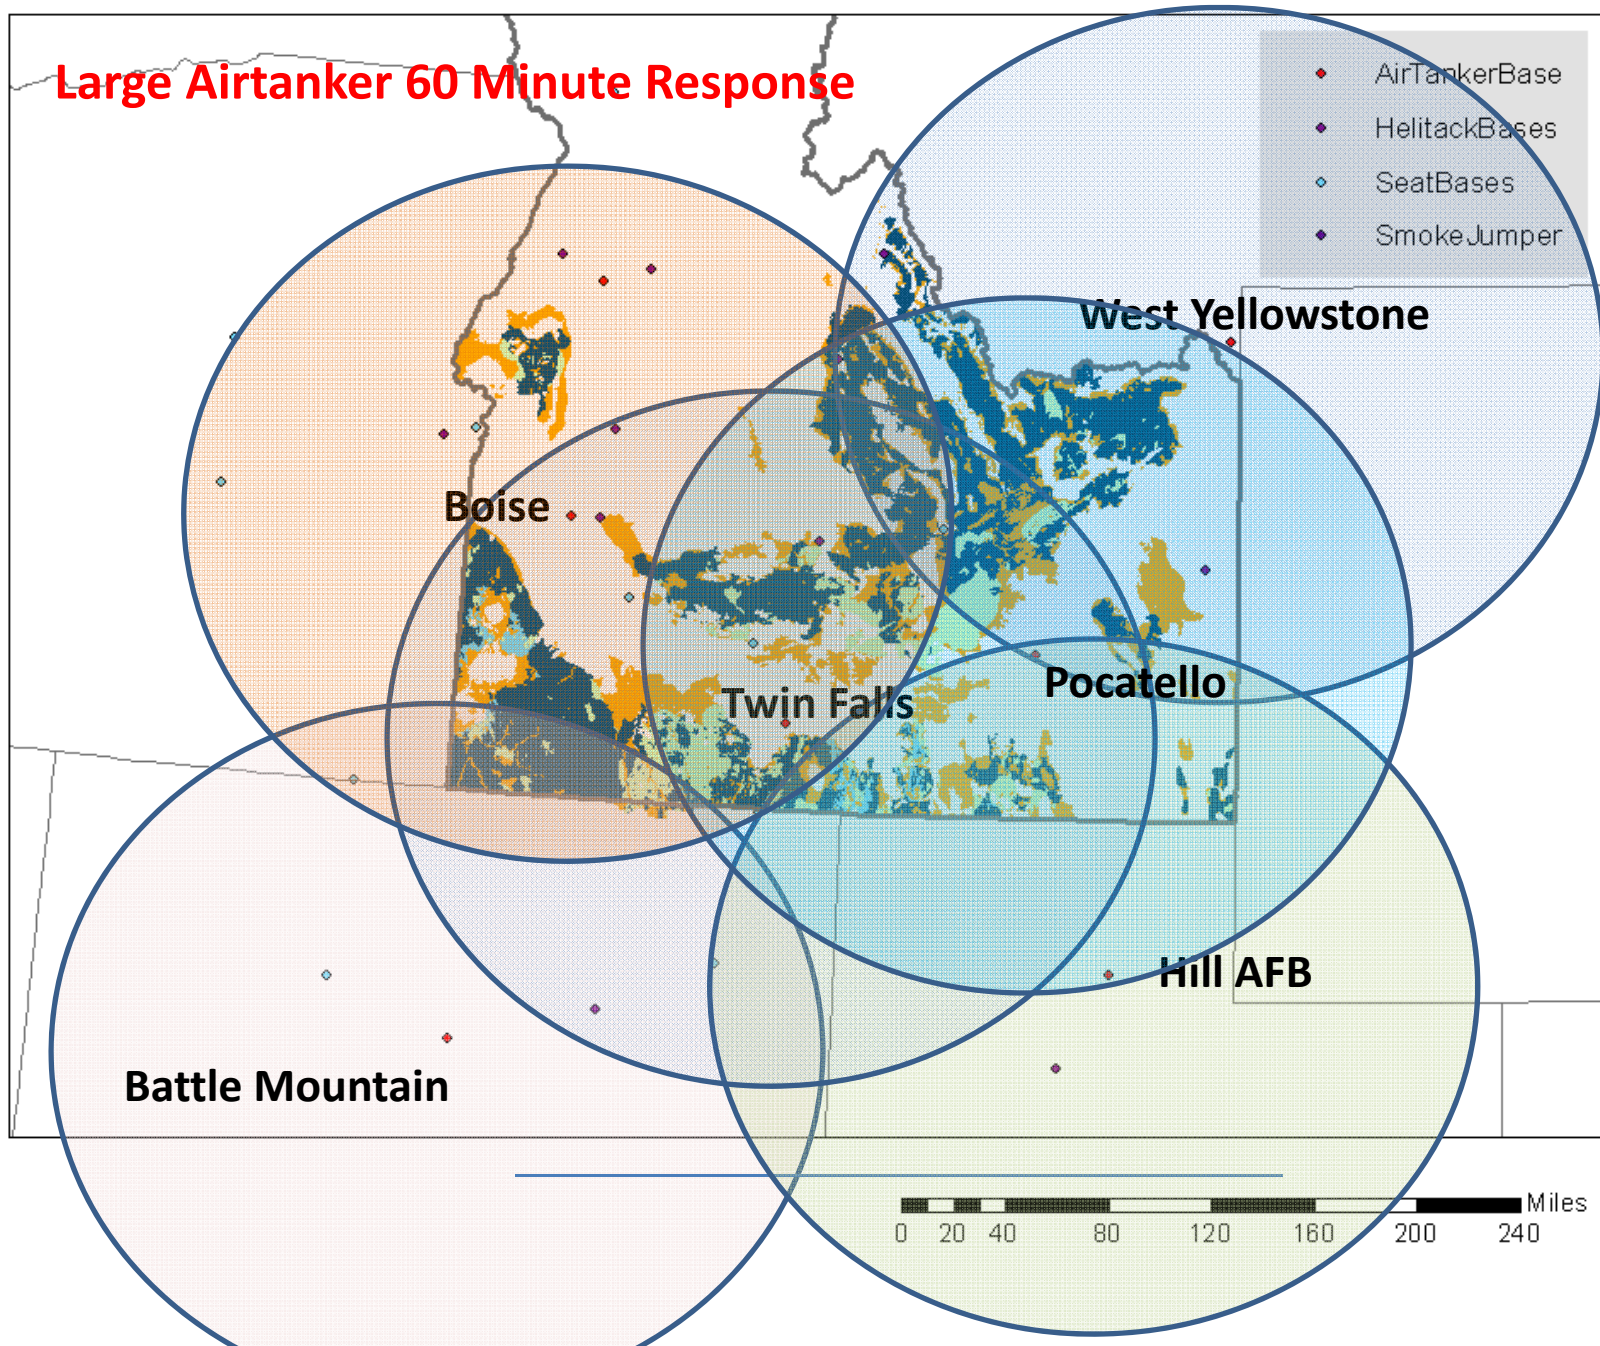 Large Airtanker 60 Minute Response
AirTankerBase
HelitackBases
SeatBases
SmokeJumper
West Yellowstone
Boise
Twin Falls
Pocatello
Hill AFB
Battle Mountain
Miles
0 20 40 80 120 160 200 240